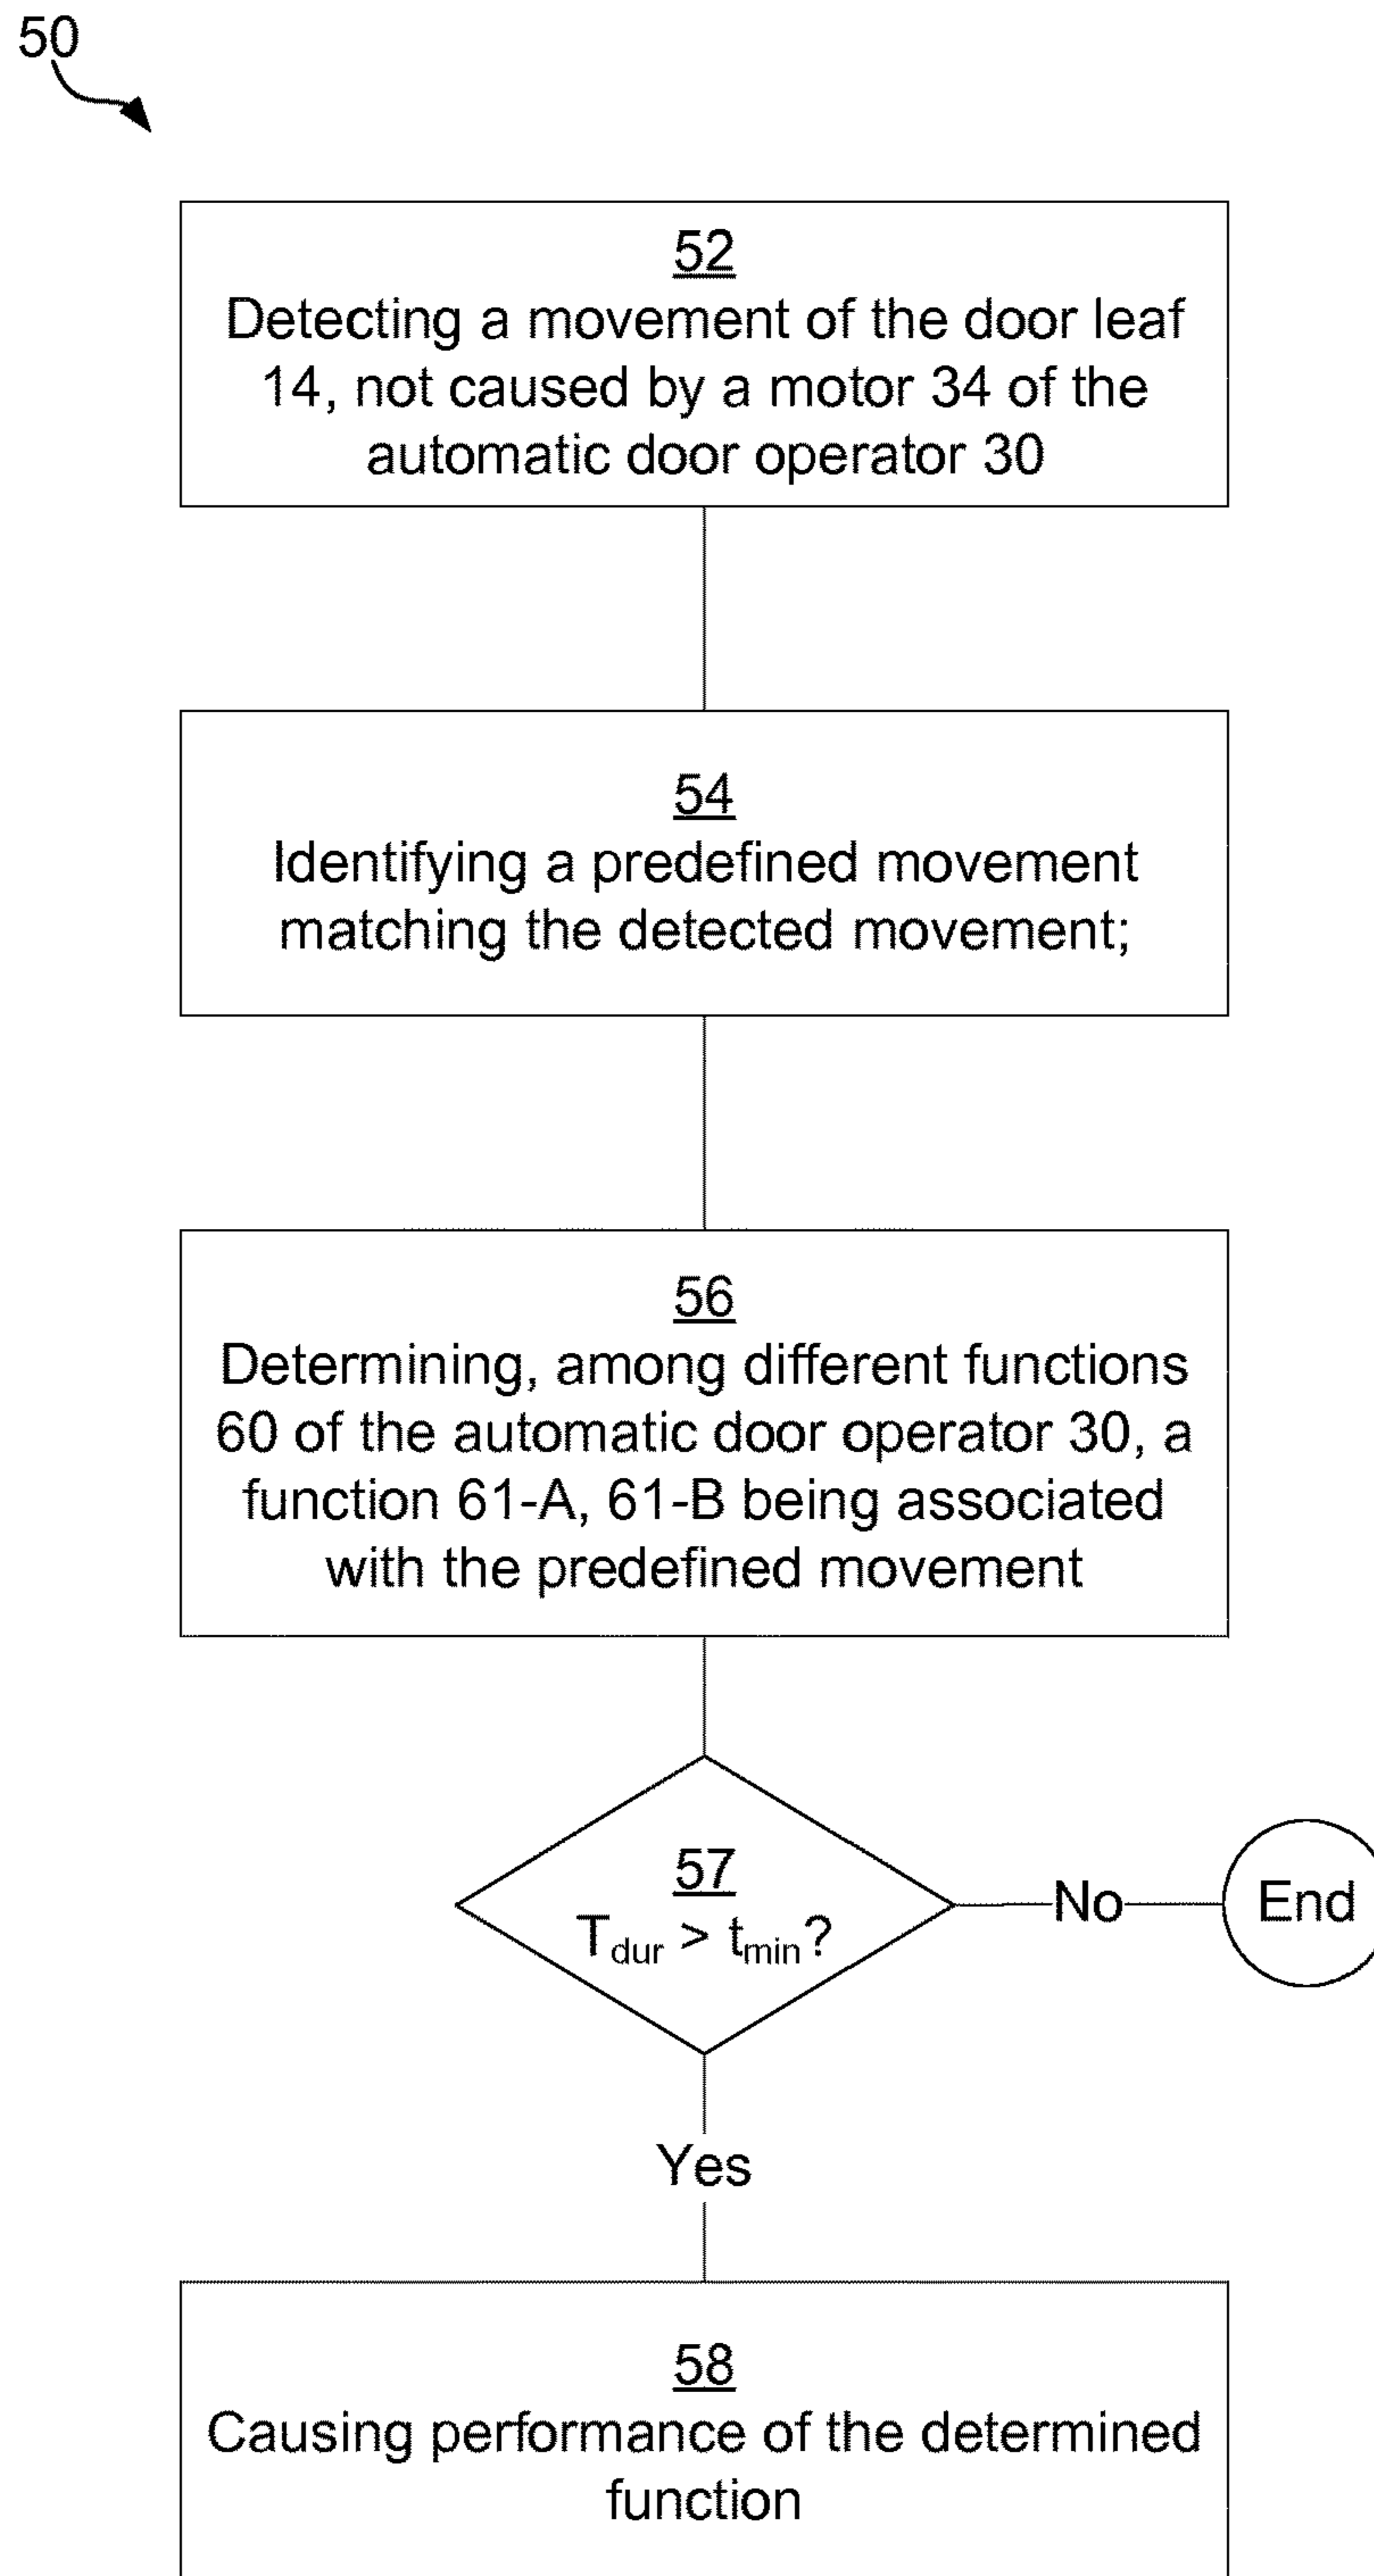 50
52
Detecting a movement of the door leaf
14, not caused by a motor 34 of the
automatic door operator 30
54
Identifying a predefined movement
matching the detected movement;
56
Determining, among different functions
60 of the automatic door operator 30, a
function 61-A, 61-B being associated
with the predefined movement
57
No
End
Tdur > tmin?
Yes
58
Causing performance of the determined
function